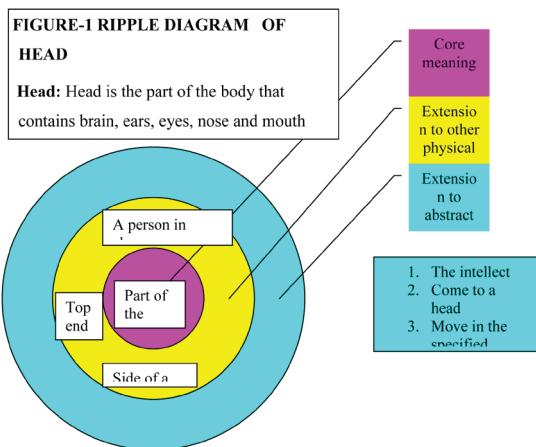 FIGURE-1 RIPPLE DIAGRAM OF
HEAD
Head: Head is the part of the body that
contains brain, ears, eyes, nose and mouth
Core
meaning
Extensio
n to other
physical
Extensio
n to
abstract
A person in
Part of
the
Top
end
Side of a
1. The intellect
2. Come to a
head
3. Move in the
specified